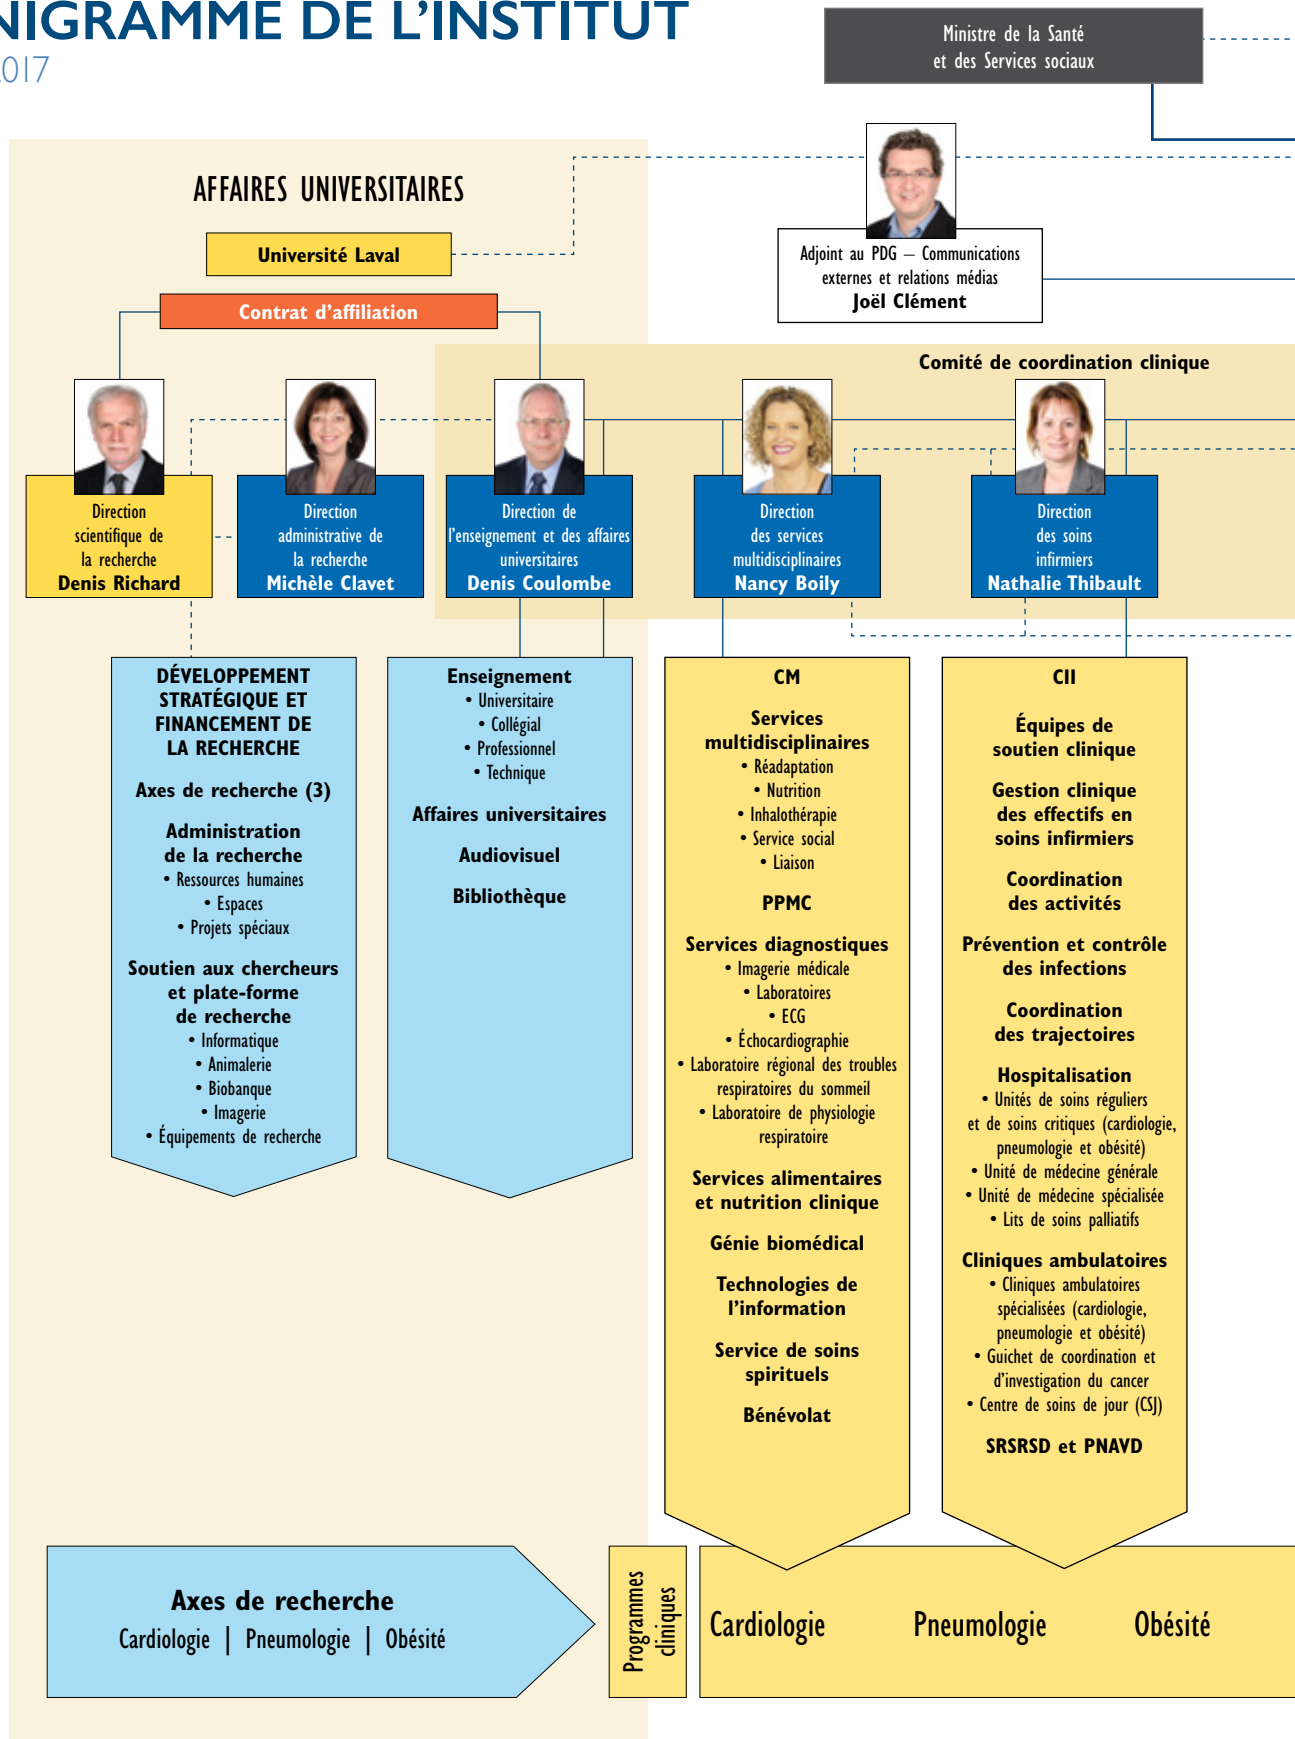 NIGRAMME DE L'INSTITUT
2017
Ministre de la Santé
et des Services sociaux
AFFAIRES UNIVERSITAIRES
Université Laval
Contrat d'affiliation
Adjoint au PDG – Communications
externes et relations médias
Joël Clément
Comité de coordination clinique
Direction
scientifique de
la recherche
Denis Richard
Direction
administrative de
la recherche
Michèle Clavet
Direction de
l'enseignement et des affaires
universitaires
Denis Coulombe
Direction
des services
multidisciplinaires
Nancy Boily
Direction
des soins
infirmiers
Nathalie Thibault
DÉVELOPPEMENT
STRATÉGIQUE ET
FINANCEMENT DE
LA RECHERCHE
Axes de recherche (3)
Administration
de la recherche
• Ressources humaines
• Espaces
• Projets spéciaux
Soutien aux chercheurs
et plate-forme
de recherche
• Informatique
• Animalerie
• Biobanque
• Imagerie
• Équipements de recherche
Enseignement
• Universitaire
• Collégial
• Professionnel
• Technique
Affaires universitaires
Audiovisuel
Bibliothèque
CM
Services
multidisciplinaires
• Réadaptation
• Nutrition
• Inhalothérapie
• Service social
• Liaison
PPMC
Services diagnostiques
• Imagerie médicale
• Laboratoires
• ECG
• Échocardiographie
• Laboratoire régional des troubles
respiratoires du sommeil
• Laboratoire de physiologie
respiratoire
Services alimentaires
et nutrition clinique
Génie biomédical
Technologies de
l'information
Service de soins
spirituels
Bénévolat
CII
Équipes de
soutien clinique
Gestion clinique
des effectifs en
soins infirmiers
Coordination
des activités
Prévention et contrôle
des infections
Coordination
des trajectoires
Hospitalisation
• Unités de soins réguliers
et de soins critiques (cardiologie,
pneumologie et obésité)
• Unité de médecine générale
• Unité de médecine spécialisée
• Lits de soins palliatifs
Cliniques ambulatoires
• Cliniques ambulatoires
spécialisées (cardiologie,
pneumologie et obésité)
• Guichet de coordination et
d'investigation du cancer
• Centre de soins de jour (CSJ)
SRSRSD et PNAVD
Axes de recherche
Cardiologie | Pneumologie | Obésité
Programmes
cliniques
Cardiologie Pneumologie Obésité